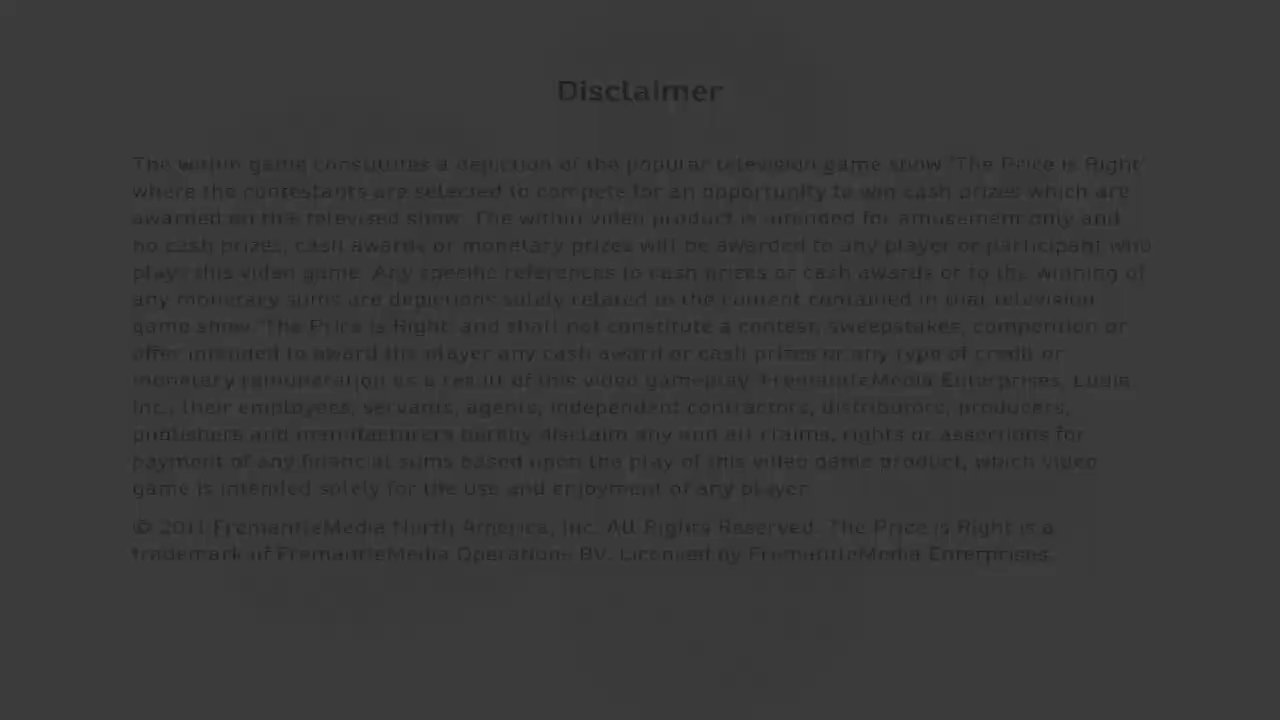 Disclaimer
The within game constitutes a depiction of the popular television game show 'The Price is Right'
where the contestants are selected to compete for an opportunity to win cash prizes which are
awarded on this televised show. The within video product is intended for amusement only and
no cash prizes, cash awards or monetary prizes will be awarded to any player or participant who
plays this video game. Any specific references to cash prizes or cash awards or to the winning of
any monetary sums are depictions solely related to the content contained in that television
game show 'The Price is Right' and shall not constitute a contest, sweepstakes, competition or
offer intended to award the player any cash award or cash prizes or any type of credit or
monetary remuneration as a result of this video gameplay. FremantleMedia Enterprises, Ludia
Inc., their employees, servants, agents, independent contractors, distributors, producers,
publishers and manufacturers hereby disclaim any and all claims, rights or assertions for
payment of any financial sums based upon the play of this video game product, which video
game is intended solely for the use and enjoyment of any player.
© 2011 FremantleMedia North America, Inc. All Rights Reserved. The Price is Right is a
trademark of FremantleMedia Operations BV. Licensed by FremantleMedia Enterprises.